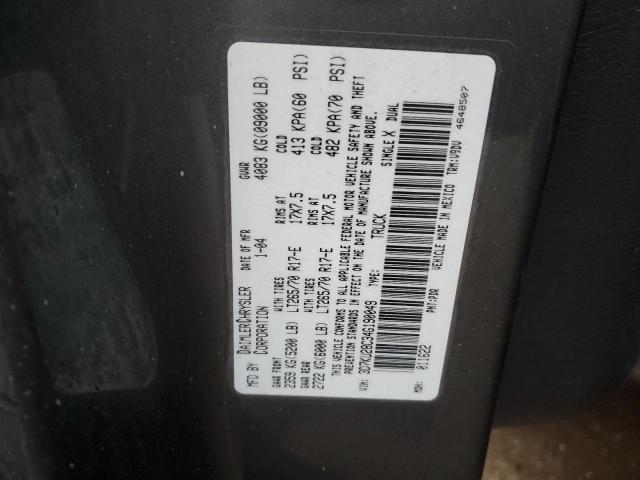 MFD BY DAIMLERCHRYSLER CORPORATION DATE OF MFR 1-04 GVWR 4083 KG(09000 LB)
GAWR FRONT WITH TIRES RIMS AT COLD
2359 KG(5200 LB) LT265/70 R17-E 17X7.5 413 KPA(60 PSI)
GAWR REAR WITH TIRES RIMS AT COLD
2722 KG(6000 LB) LT265/70 R17-E 17X7.5 482 KPA(70 PSI)
THIS VEHICLE CONFORMS TO ALL APPLICABLE FEDERAL MOTOR VEHICLE SAFETY AND THEFT
PREVENTION STANDARDS IN EFFECT ON THE DATE OF MANUFACTURE SHOWN ABOVE.
VIN: 3D7KU28C34G190049 TYPE: TRUCK SINGLE X DUAL
MDH: 011622 PNT:PDR VEHICLE MADE IN MEXICO TRM:V9DV 4648507